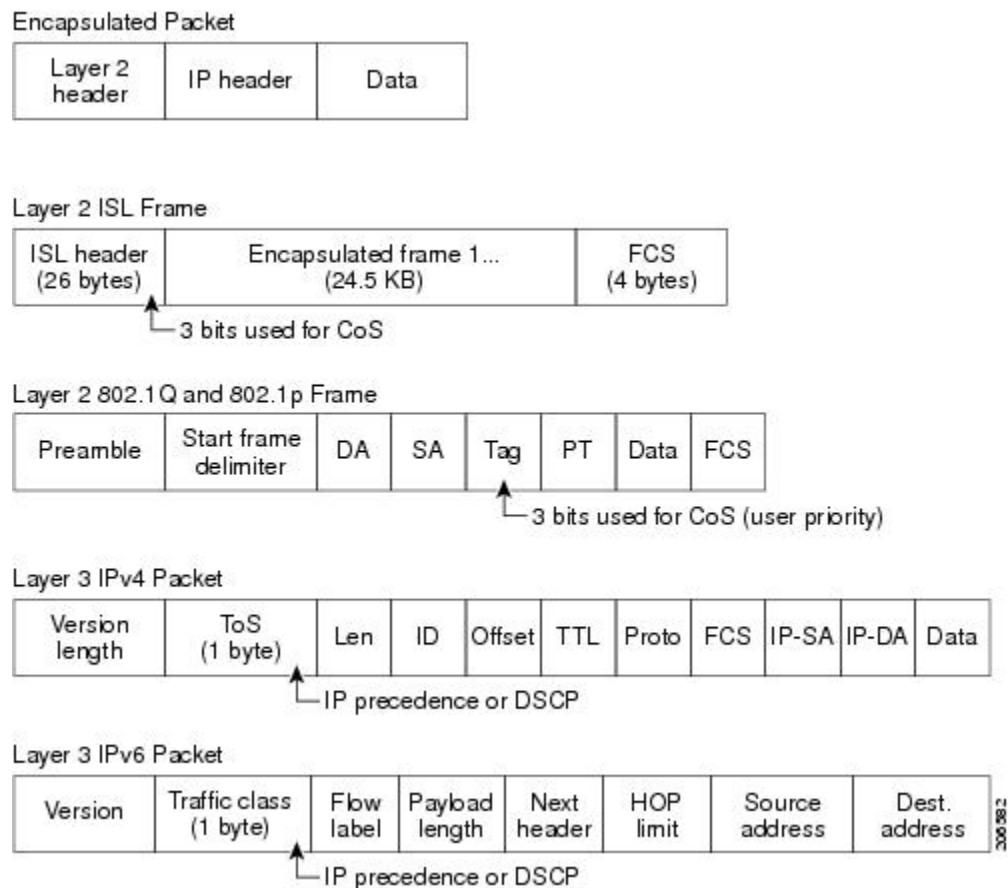 Encapsulated Packet
Layer 2
header
IP header
Data
Layer 2 ISL Frame
ISL header
(26 bytes)
Encapsulated frame 1...
(24.5 KB)
FCS
(4 bytes)
3 bits used for CoS
Layer 2 802.1Q and 802.1p Frame
Preamble
Start frame
delimiter
DA
SA
Tag
PT
Data
FCS
3 bits used for CoS (user priority)
Layer 3 IPv4 Packet
Version
length
ToS
(1 byte)
Len
ID
Offset
TTL
Proto
FCS
IP-SA
IP-DA
Data
IP precedence or DSCP
Layer 3 IPv6 Packet
Version
Traffic class
(1 byte)
Flow
label
Payload
length
Next
header
HOP
limit
Source
address
Dest.
address
IP precedence or DSCP